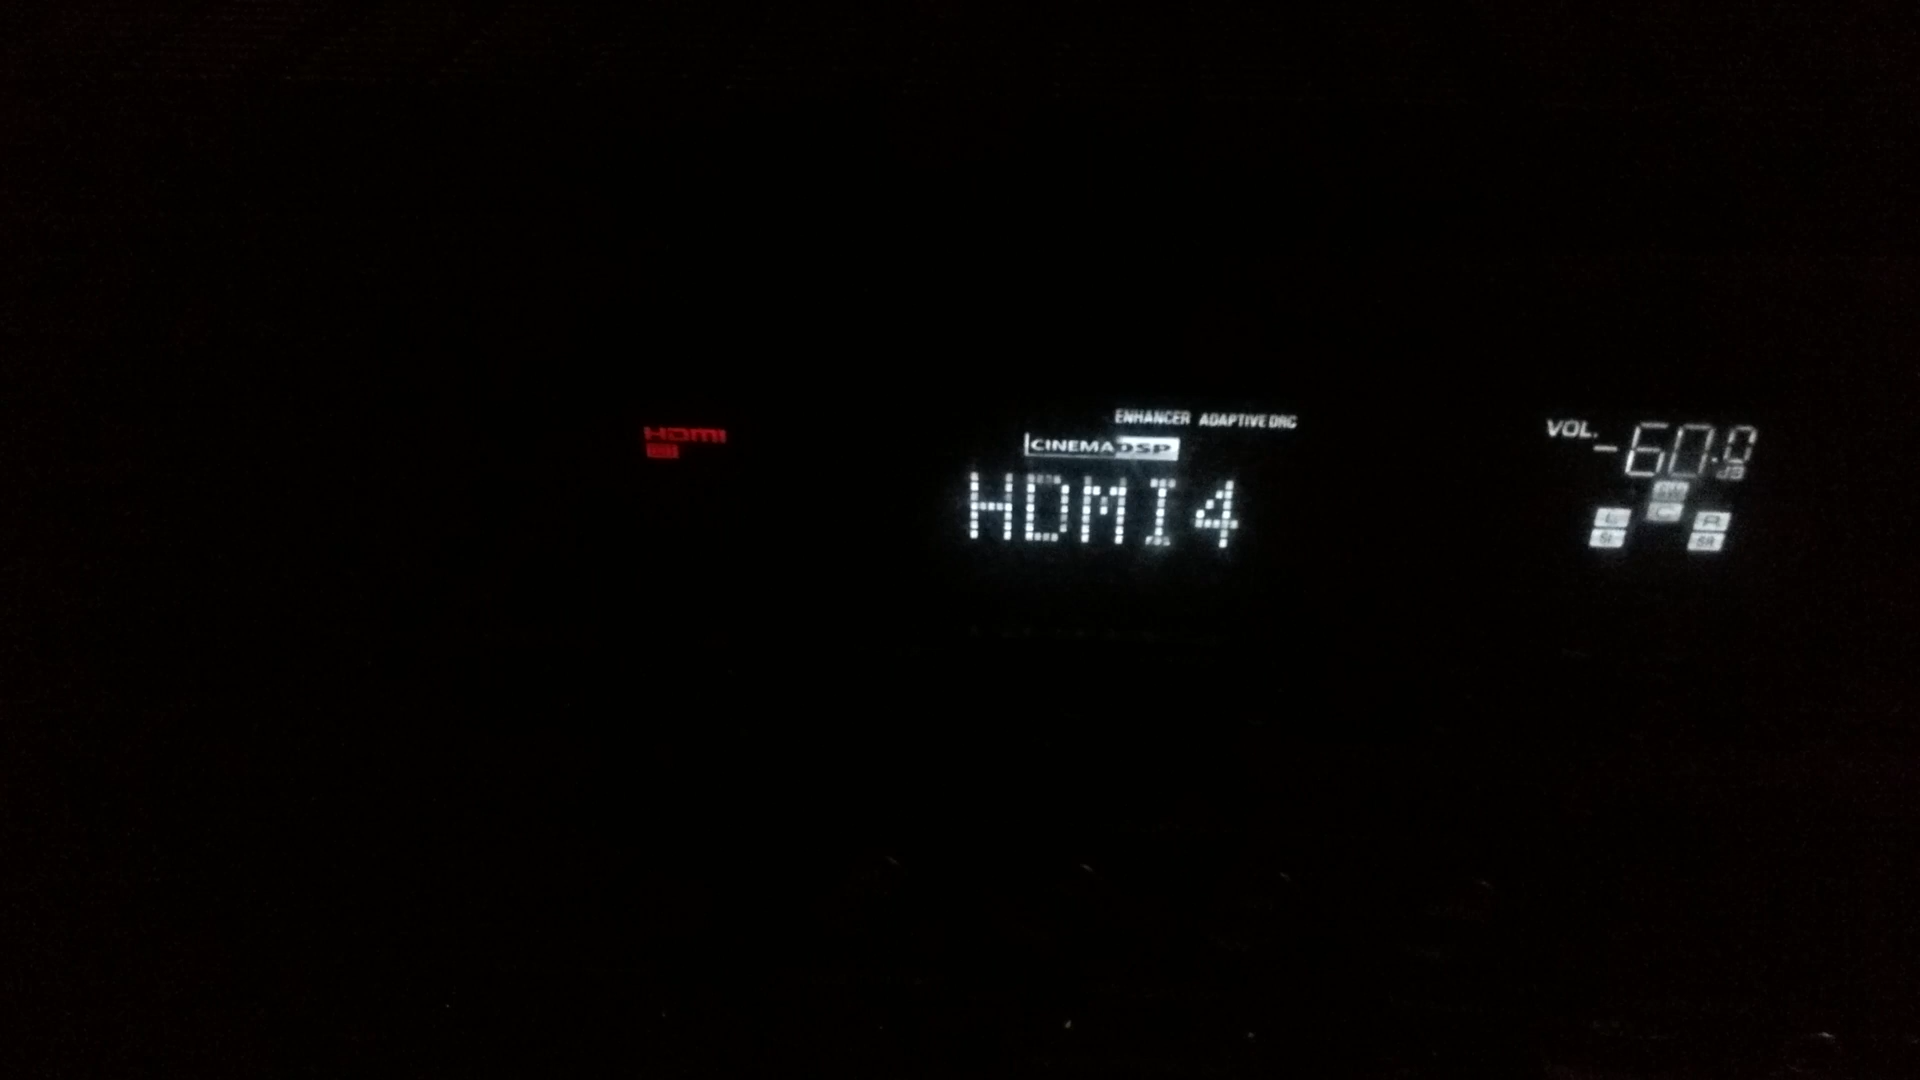 ENHANCER ADAPTIVE DRC
HDMI
CINEMA DSP
VOL. -60.0 dB
HDMI4
L C R
SL SR